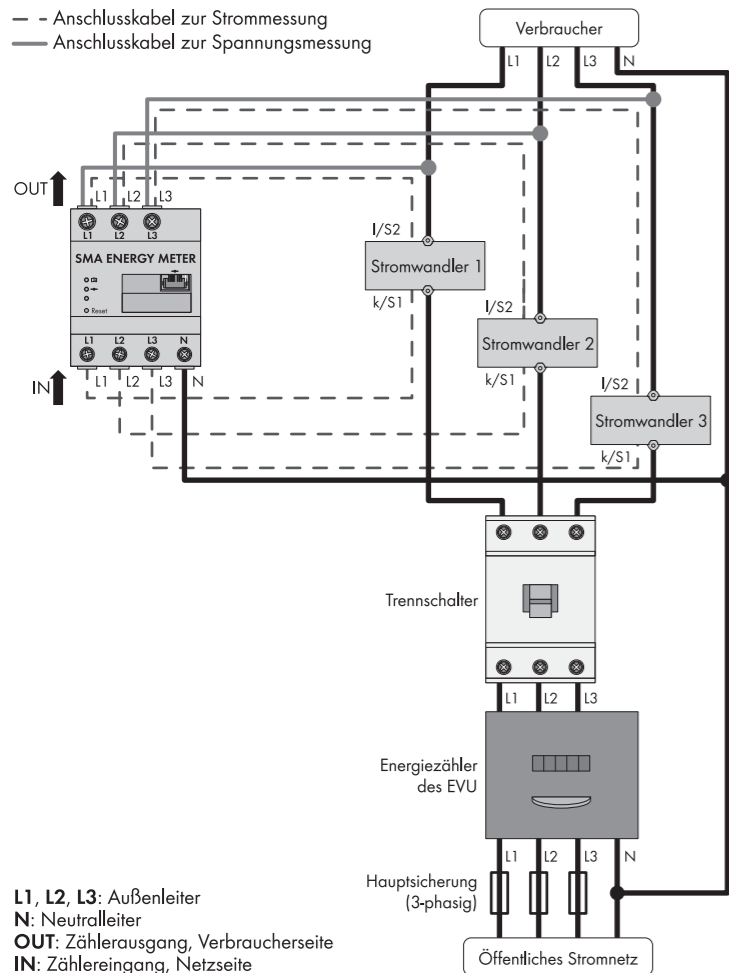 Anschlusskabel zur Strommessung
Anschlusskabel zur Spannungsmessung
Verbraucher
L1 L2 L3 N
OUT
L1 L2 L3
L1 L2 L3
SMA ENERGY METER
Reset
L1 L2 L3 N
IN
L1 L2 L3 N
l/S2
Stromwandler 1
k/S1
l/S2
Stromwandler 2
k/S1
l/S2
Stromwandler 3
k/S1
Trennschalter
L1 L2 L3
Energiezähler
des EVU
L1 L2 L3 N
Hauptsicherung
(3-phasig)
Öffentliches Stromnetz
L1, L2, L3: Außenleiter
N: Neutralleiter
OUT: Zählerausgang, Verbraucherseite
IN: Zählereingang, Netzseite